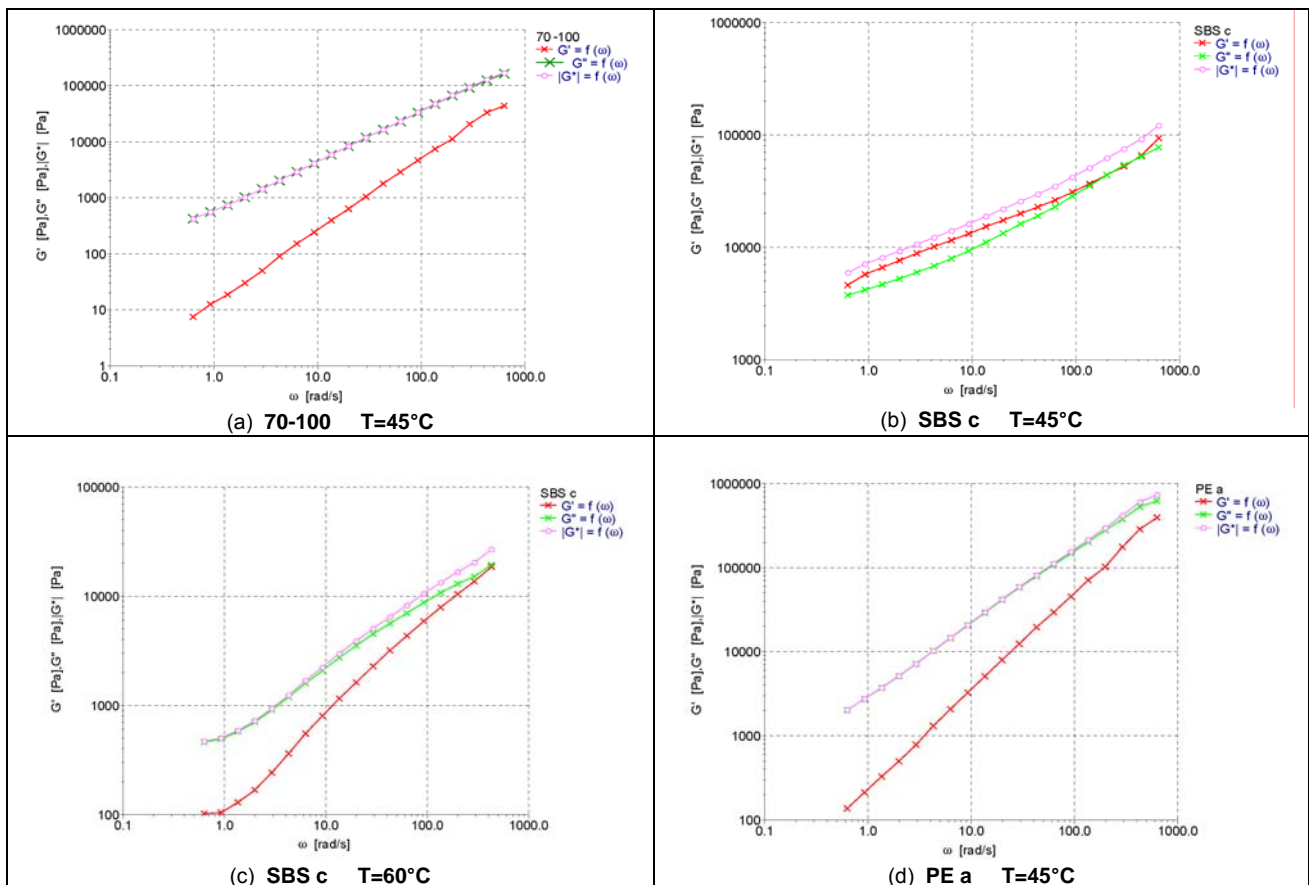 1000000
100000
10000
1000
100
10
1
G' [Pa],G" [Pa],|G*| [Pa]
0.1 1.0 10.0 100.0 1000.0
ω [rad/s]
70-100
G' = f (ω)
G" = f (ω)
|G*| = f (ω)
(a) 70-100 T=45°C
1000000
100000
10000
1000
G' [Pa],G" [Pa],|G*| [Pa]
0.1 1.0 10.0 100.0 1000.0
ω [rad/s]
SBS c
G' = f (ω)
G" = f (ω)
|G*| = f (ω)
(b) SBS c T=45°C
100000
10000
1000
100
G' [Pa],G" [Pa],|G*| [Pa]
0.1 1.0 10.0 100.0 1000.0
ω [rad/s]
SBS c
G' = f (ω)
G" = f (ω)
|G*| = f (ω)
(c) SBS c T=60°C
1000000
100000
10000
1000
100
G' [Pa],G" [Pa],|G*| [Pa]
0.1 1.0 10.0 100.0 1000.0
ω [rad/s]
PE a
G' = f (ω)
G" = f (ω)
|G*| = f (ω)
(d) PE a T=45°C